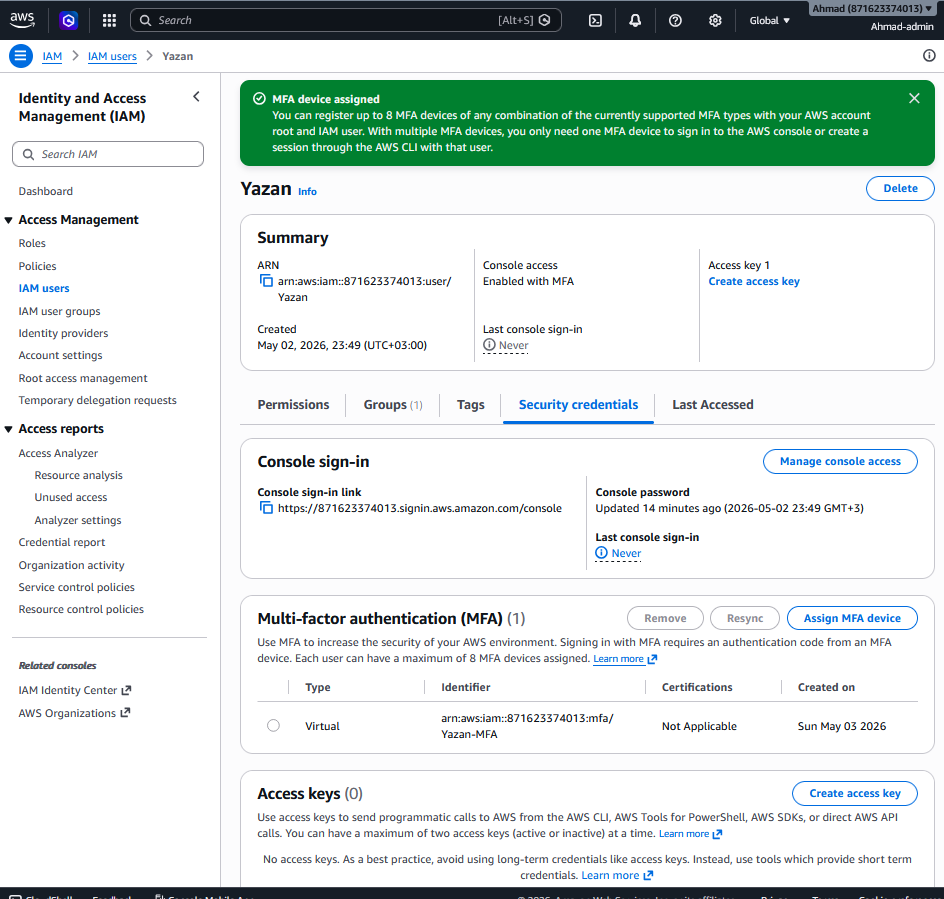 aws
Search
[Alt+S]
Global
Ahmad (871623374013)
Ahmad-admin
IAM
IAM users
Yazan
Identity and Access
Management (IAM)
Search IAM
Dashboard
Access Management
Roles
Policies
IAM users
IAM user groups
Identity providers
Account settings
Root access management
Temporary delegation requests
Access reports
Access Analyzer
Resource analysis
Unused access
Analyzer settings
Credential report
Organization activity
Service control policies
Resource control policies
Related consoles
IAM Identity Center
AWS Organizations
MFA device assigned
You can register up to 8 MFA devices of any combination of the currently supported MFA types with your AWS account
root and IAM user. With multiple MFA devices, you only need one MFA device to sign in to the AWS console or create a
session through the AWS CLI with that user.
Yazan Info
Delete
Summary
ARN
arn:aws:iam::871623374013:user/
Yazan
Created
May 02, 2026, 23:49 (UTC+03:00)
Console access
Enabled with MFA
Last console sign-in
Never
Access key 1
Create access key
Permissions
Groups (1)
Tags
Security credentials
Last Accessed
Console sign-in
Manage console access
Console sign-in link
https://871623374013.signin.aws.amazon.com/console
Console password
Updated 14 minutes ago (2026-05-02 23:49 GMT+3)
Last console sign-in
Never
Multi-factor authentication (MFA) (1)
Remove
Resync
Assign MFA device
Use MFA to increase the security of your AWS environment. Signing in with MFA requires an authentication code from an MFA
device. Each user can have a maximum of 8 MFA devices assigned. Learn more
Type
Identifier
Certifications
Created on
Virtual
arn:aws:iam::871623374013:mfa/
Yazan-MFA
Not Applicable
Sun May 03 2026
Access keys (0)
Create access key
Use access keys to send programmatic calls to AWS from the AWS CLI, AWS Tools for PowerShell, AWS SDKs, or direct AWS API
calls. You can have a maximum of two access keys (active or inactive) at a time. Learn more
No access keys. As a best practice, avoid using long-term credentials like access keys. Instead, use tools which provide short term
credentials. Learn more